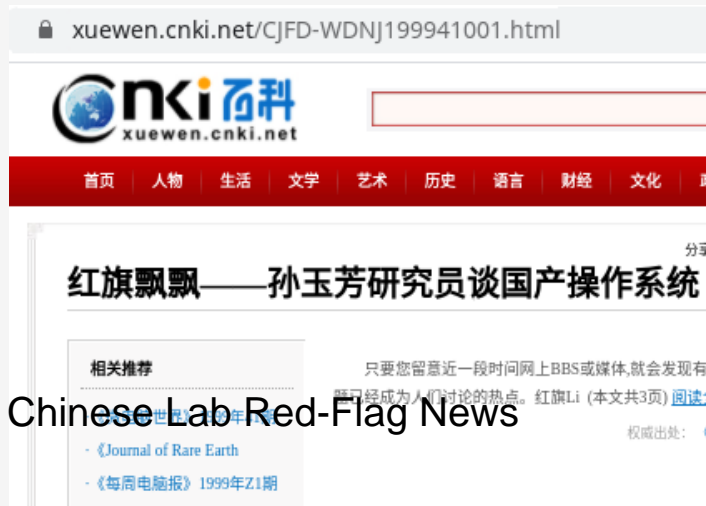 xuewen.cnki.net/CJFD-WDNJ199941001.html
cnki 百科
xuewen.cnki.net
首页 人物 生活 文学 艺术 历史 语言 财经 文化
分享
红旗飘飘——孙玉芳研究员谈国产操作系统
相关推荐
只要您留意近一段时间网上BBS或媒体,就会发现有
题已经成为人们讨论的热点。红旗Li (本文共3页) 阅读
Chinese Lab Red-Flag News
权威出处:
·《Journal of Rare Earth
·《每周电脑报》1999年Z1期